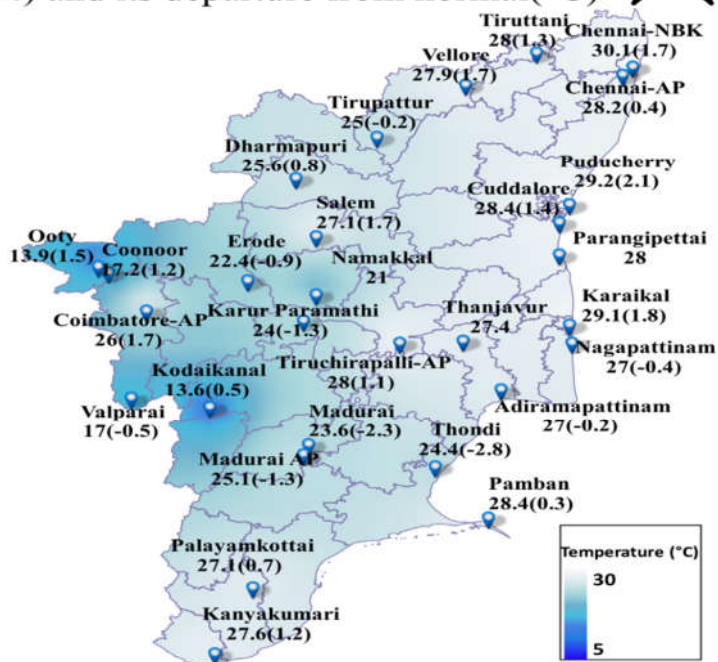 and its departure from normal(
Tiruttani
28(1.3)
Chennai-NBK
30.1(1.7)
Vellore
27.9(1.7)
Chennai-AP
28.2(0.4)
Tirupattur
25(-0.2)
Dharmapuri
25.6(0.8)
Puducherry
29.2(2.1)
Cuddalore
28.4(1.4)
Salem
27.1(1.7)
Ooty
13.9(1.5)
Coonoor
17.2(1.2)
Erode
22.4(-0.9)
Namakkal
21
Parangipettai
28
Karur Paramathi
24(-1.3)
Thanjavur
27.4
Karaikal
29.1(1.8)
Coimbatore-AP
26(1.7)
Nagapattinam
27(-0.4)
Kodaikanal
13.6(0.5)
Tiruchirapalli-AP
28(1.1)
Valparai
17(-0.5)
Madurai
23.6(-2.3)
Adiramapattinam
27(-0.2)
Thondi
24.4(-2.8)
Madurai AP
25.1(-1.3)
Pamban
28.4(0.3)
Palayamkottai
27.1(0.7)
Kanyakumari
27.6(1.2)
Temperature (°C)
30
5